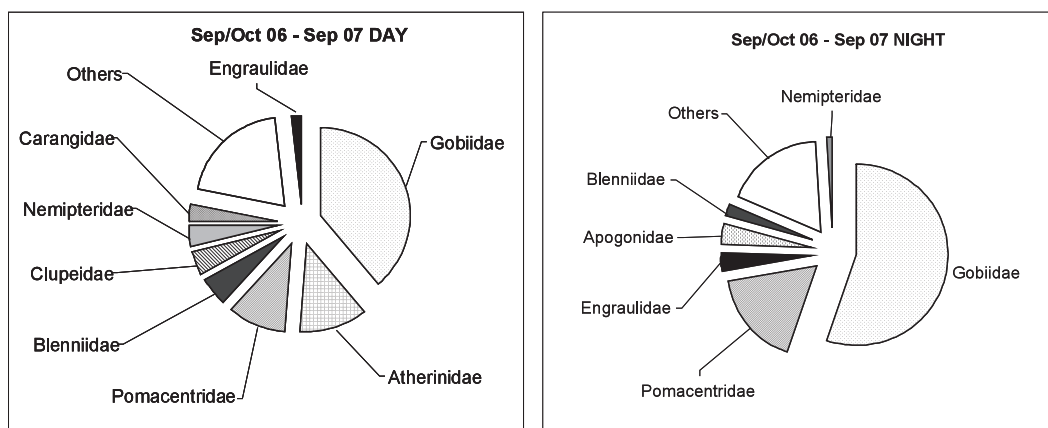 Sep/Oct 06 - Sep 07 DAY
Engraulidae
Others
Carangidae
Gobiidae
Nemipteridae
Clupeidae
Blenniidae
Atherinidae
Pomacentridae
Sep/Oct 06 - Sep 07 NIGHT
Nemipteridae
Others
Blenniidae
Apogonidae
Gobiidae
Engraulidae
Pomacentridae